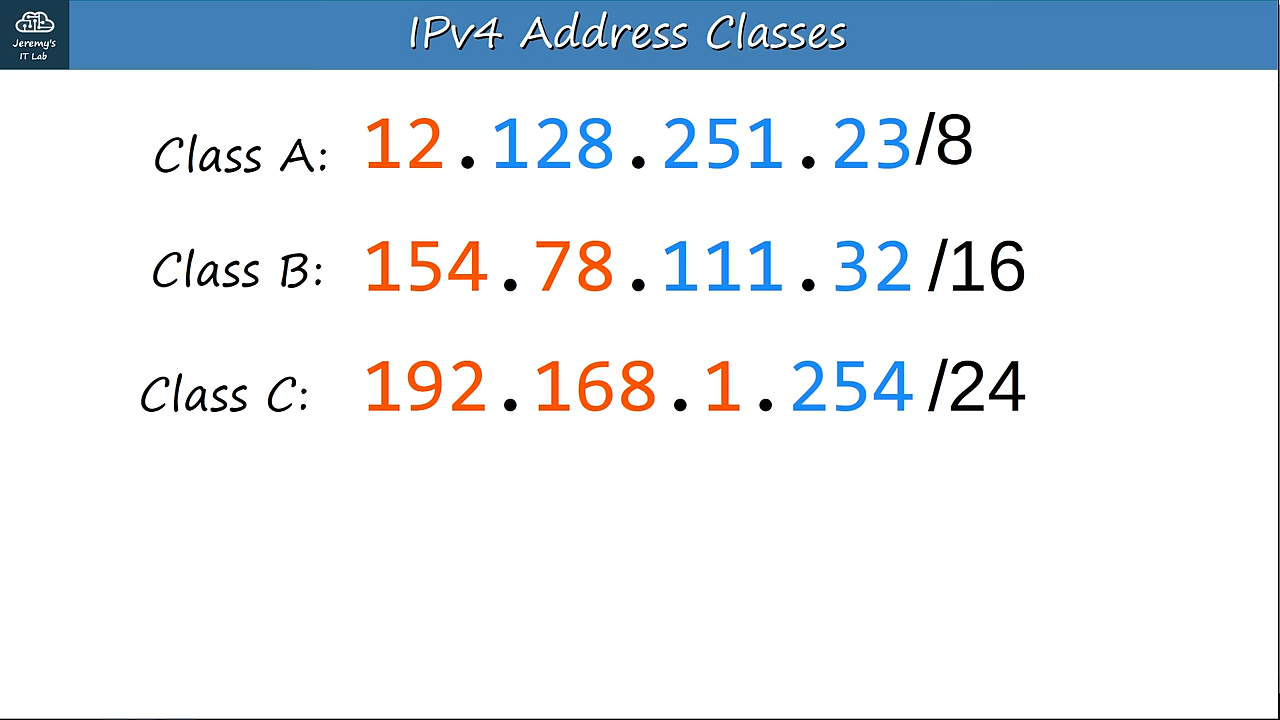 Jeremy's
IT Lab
IPv4 Address Classes
Class A: 12.128.251.23/8
Class B: 154.78.111.32 /16
Class C: 192.168.1.254 /24